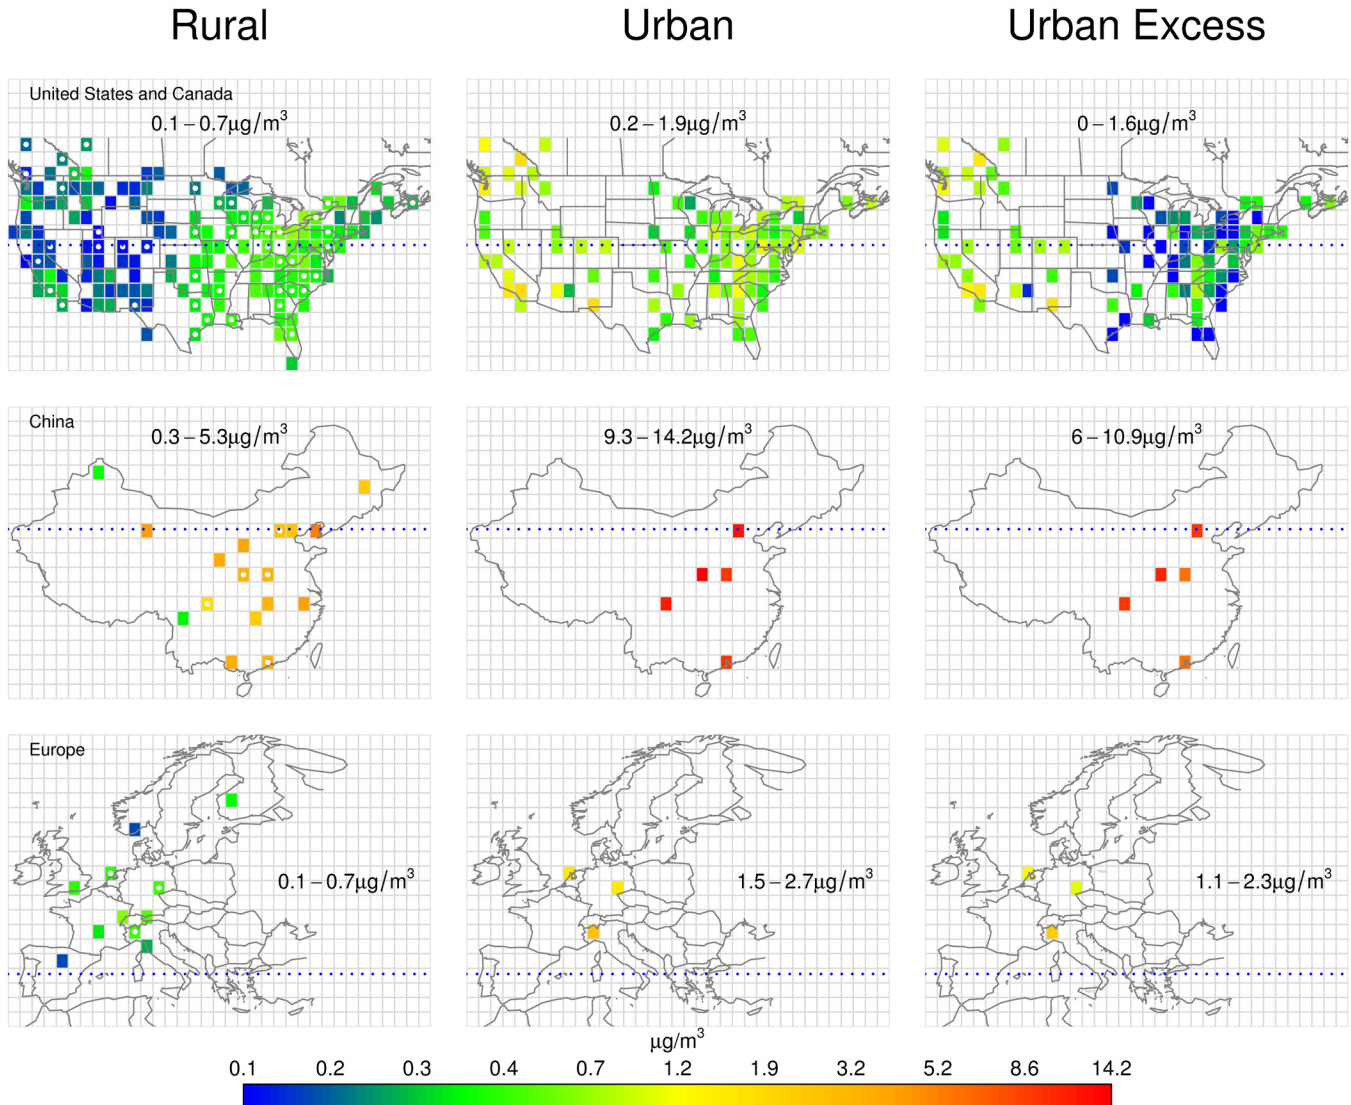 Rural Urban Urban Excess
United States and Canada
0.1 – 0.7μg/m³ 0.2 – 1.9μg/m³ 0 – 1.6μg/m³
China
0.3 – 5.3μg/m³ 9.3 – 14.2μg/m³ 6 – 10.9μg/m³
Europe
0.1 – 0.7μg/m³ 1.5 – 2.7μg/m³ 1.1 – 2.3μg/m³
μg/m³
0.1 0.2 0.3 0.4 0.7 1.2 1.9 3.2 5.2 8.6 14.2